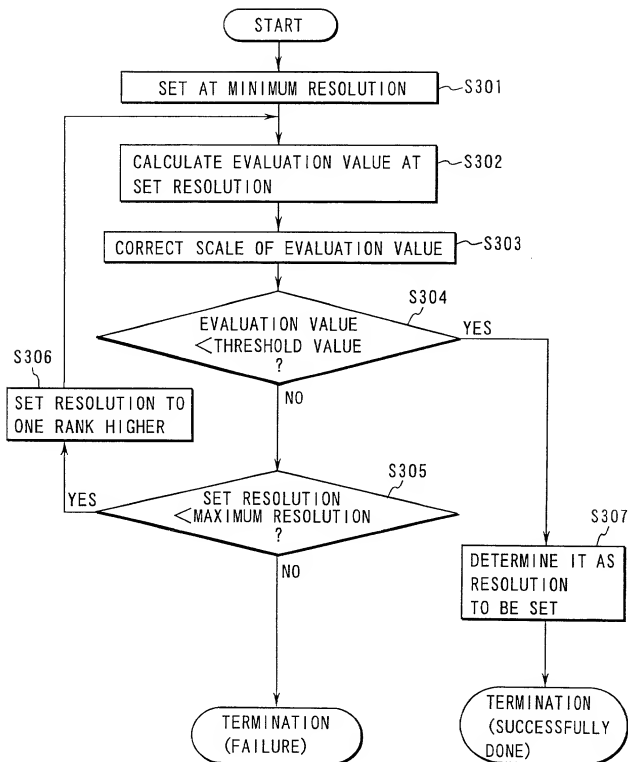 START
SET AT MINIMUM RESOLUTION
S301
CALCULATE EVALUATION VALUE AT
SET RESOLUTION
S302
CORRECT SCALE OF EVALUATION VALUE
S303
S304
EVALUATION VALUE
<THRESHOLD VALUE
?
YES
NO
S306
SET RESOLUTION TO
ONE RANK HIGHER
S305
SET RESOLUTION
<MAXIMUM RESOLUTION
?
YES
NO
S307
DETERMINE IT AS
RESOLUTION
TO BE SET
TERMINATION
(FAILURE)
TERMINATION
(SUCCESSFULLY
DONE)